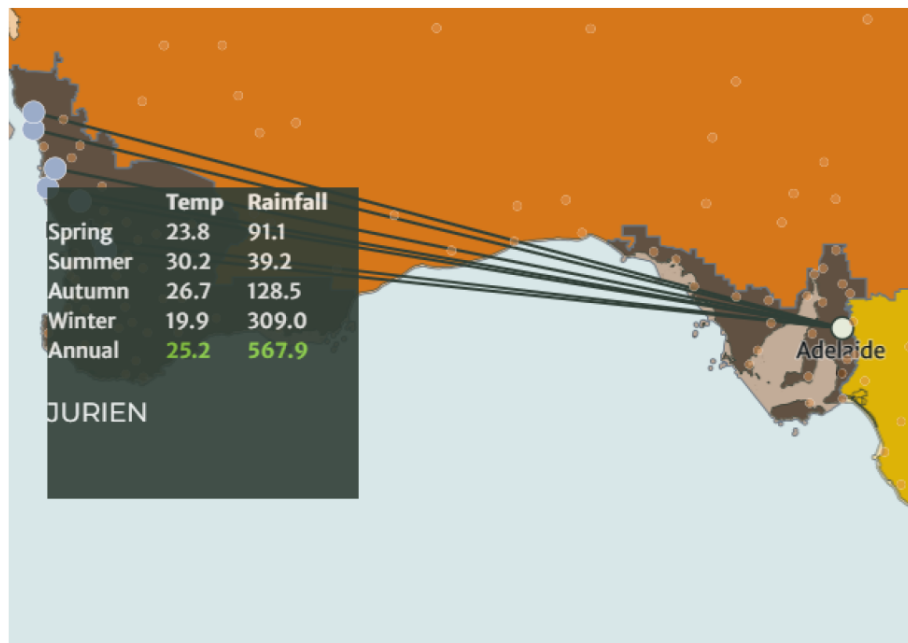 Temp Rainfall
Spring 23.8 91.1
Summer 30.2 39.2
Autumn 26.7 128.5
Winter 19.9 309.0
Annual 25.2 567.9
Adelaide
JURIEN